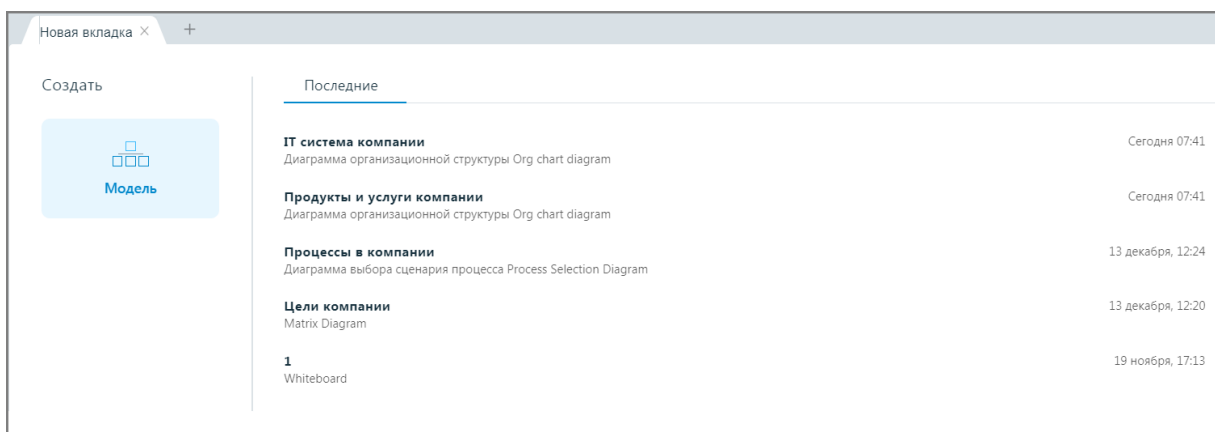 Новая вкладка
Создать
Последние
Модель
IT система компании
Сегодня 07:41
Диаграмма организационной структуры Org chart diagram
Продукты и услуги компании
Сегодня 07:41
Диаграмма организационной структуры Org chart diagram
Процессы в компании
13 декабря, 12:24
Диаграмма выбора сценария процесса Process Selection Diagram
Цели компании
13 декабря, 12:20
Matrix Diagram
1
19 ноября, 17:13
Whiteboard